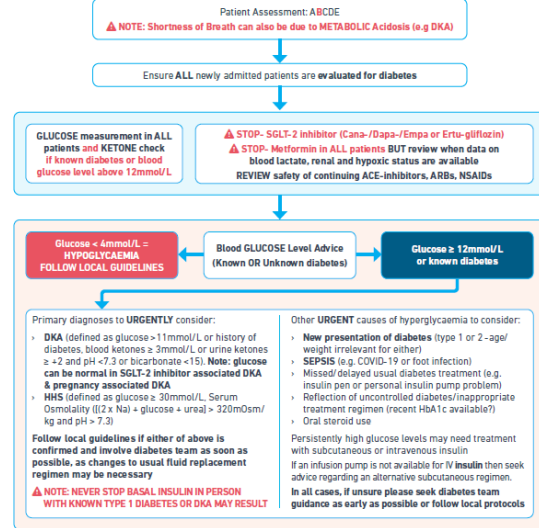 Patient Assessment: ABCDE
⚠ NOTE: Shortness of Breath can also be due to METABOLIC Acidosis (e.g DKA)
Ensure ALL newly admitted patients are evaluated for diabetes
GLUCOSE measurement in ALL
patients and KETONE check
if known diabetes or blood
glucose level above 12mmol/L
⚠ STOP- SGLT-2 inhibitor (Cana-/Dapa-/Empa or Ertu-gliflozin)
⚠ STOP- Metformin in ALL patients BUT review when data on
blood lactate, renal and hypoxic status are available
REVIEW safety of continuing ACE-inhibitors, ARBs, NSAIDs
Glucose < 4mmol/L =
HYPOGLYCAEMIA
FOLLOW LOCAL GUIDELINES
Blood GLUCOSE Level Advice
(Known OR Unknown diabetes)
Glucose ≥ 12mmol/L
or known diabetes
Primary diagnoses to URGENTLY consider:
› DKA (defined as glucose >11mmol/L or history of
diabetes, blood ketones ≥ 3mmol/L or urine ketones
≥ +2 and pH <7.3 or bicarbonate <15). Note: glucose
can be normal in SGLT-2 inhibitor associated DKA
& pregnancy associated DKA
› HHS (defined as glucose ≥ 30mmol/L, Serum
Osmolality ([(2 x Na) + glucose + urea] > 320mOsm/
kg and pH > 7.3)
Follow local guidelines if either of above is
confirmed and involve diabetes team as soon as
possible, as changes to usual fluid replacement
regimen may be necessary
⚠ NOTE: NEVER STOP BASAL INSULIN IN PERSON
WITH KNOWN TYPE 1 DIABETES OR DKA MAY RESULT
Other URGENT causes of hyperglycaemia to consider:
› New presentation of diabetes (type 1 or 2 -age/
weight irrelevant for either)
› SEPSIS (e.g. COVID-19 or foot infection)
› Missed/delayed usual diabetes treatment (e.g.
insulin pen or personal insulin pump problem)
› Reflection of uncontrolled diabetes/inappropriate
treatment regimen (recent HbA1c available?)
› Oral steroid use
Persistently high glucose levels may need treatment
with subcutaneous or intravenous insulin
If an infusion pump is not available for IV insulin then seek
advice regarding an alternative subcutaneous regimen.
In all cases, if unsure please seek diabetes team
guidance as early as possible or follow local protocols